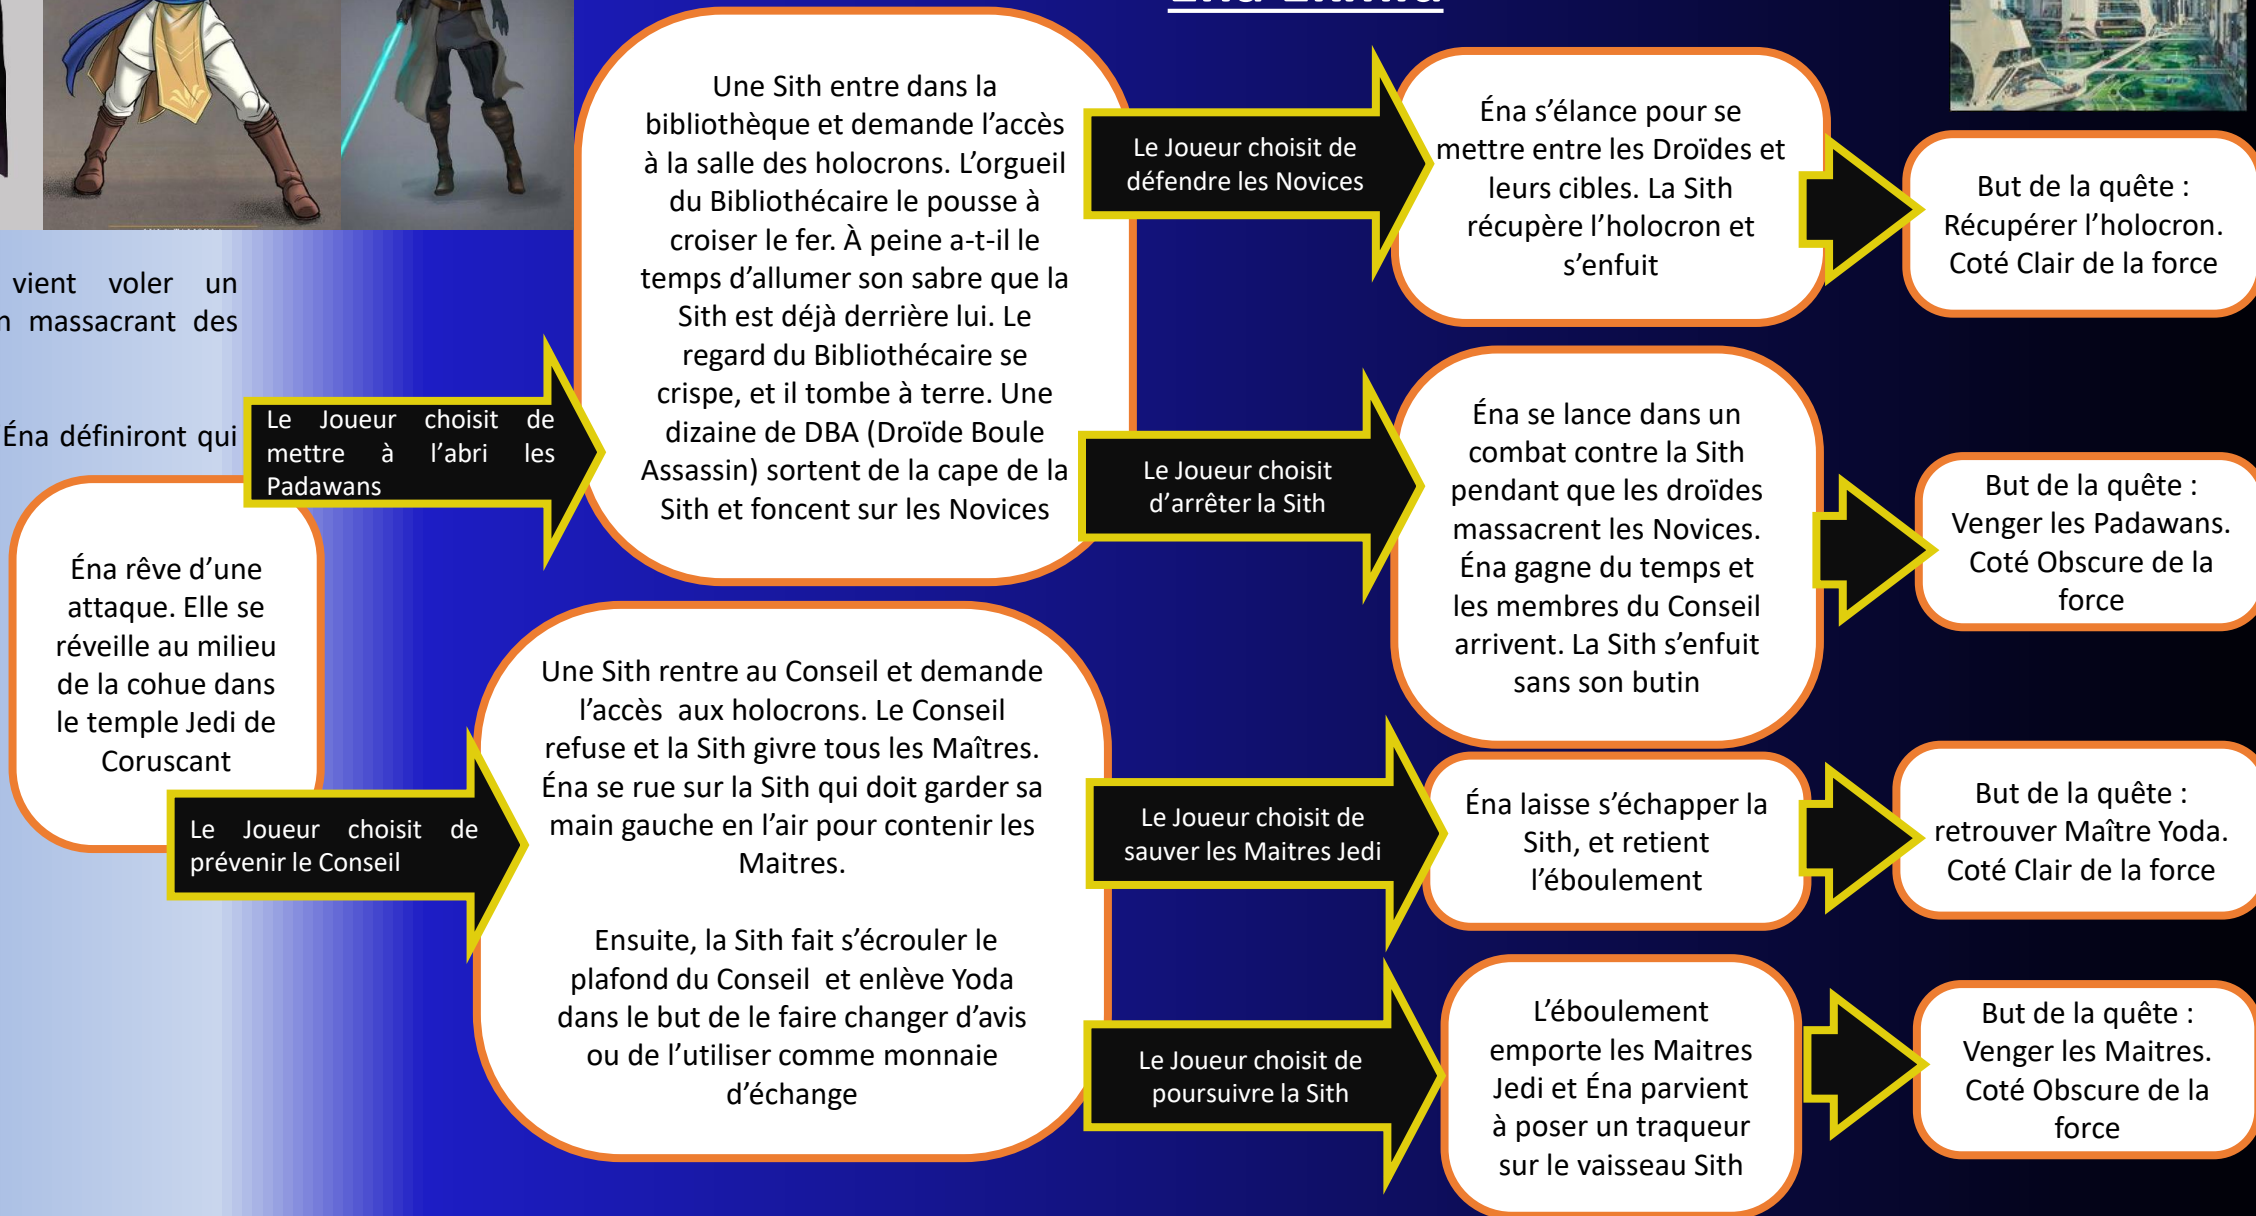 vient voler un
massacrant des
Éna définiront qui
Éna rêve d’une
attaque. Elle se
réveille au milieu
de la cohue dans
le temple Jedi de
Coruscant
Le Joueur choisit de
mettre à l’abri les
Padawans
Le Joueur choisit de
prévenir le Conseil
Une Sith entre dans la
bibliothèque et demande l’accès
à la salle des holocrons. L’orgueil
du Bibliothécaire le pousse à
croiser le fer. À peine a-t-il le
temps d’allumer son sabre que la
Sith est déjà derrière lui. Le
regard du Bibliothécaire se
crispe, et il tombe à terre. Une
dizaine de DBA (Droïde Boule
Assassin) sortent de la cape de la
Sith et foncent sur les Novices
Une Sith rentre au Conseil et demande
l’accès aux holocrons. Le Conseil
refuse et la Sith givre tous les Maîtres.
Éna se rue sur la Sith qui doit garder sa
main gauche en l’air pour contenir les
Maitres.
Ensuite, la Sith fait s’écrouler le
plafond du Conseil et enlève Yoda
dans le but de le faire changer d’avis
ou de l’utiliser comme monnaie
d’échange
Le Joueur choisit de
défendre les Novices
Éna s’élance pour se
mettre entre les Droïdes et
leurs cibles. La Sith
récupère l’holocron et
s’enfuit
But de la quête :
Récupérer l’holocron.
Coté Clair de la force
Le Joueur choisit
d’arrêter la Sith
Éna se lance dans un
combat contre la Sith
pendant que les droïdes
massacrent les Novices.
Éna gagne du temps et
les membres du Conseil
arrivent. La Sith s’enfuit
sans son butin
But de la quête :
Venger les Padawans.
Coté Obscure de la
force
Le Joueur choisit de
sauver les Maitres Jedi
Éna laisse s’échapper la
Sith, et retient
l’éboulement
But de la quête :
retrouver Maître Yoda.
Coté Clair de la force
Le Joueur choisit de
poursuivre la Sith
L’éboulement
emporte les Maitres
Jedi et Éna parvient
à poser un traqueur
sur le vaisseau Sith
But de la quête :
Venger les Maitres.
Coté Obscure de la
force